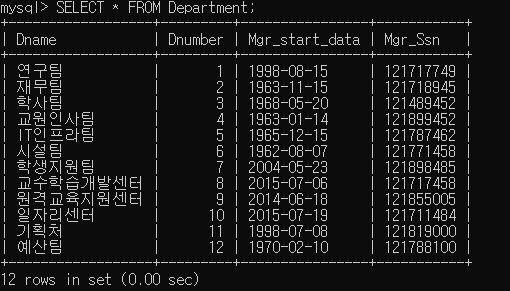 mysql> SELECT * FROM Department;
+----------------------+---------+----------------+-----------+
| Dname | Dnumber | Mgr_start_data | Mgr_Ssn |
+----------------------+---------+----------------+-----------+
| 연구팀 | 1 | 1998-08-15 | 121717749 |
| 재무팀 | 2 | 1963-11-15 | 121718945 |
| 학사팀 | 3 | 1968-05-20 | 121489452 |
| 교원인사팀 | 4 | 1963-01-14 | 121899452 |
| IT인프라팀 | 5 | 1965-12-15 | 121787462 |
| 시설팀 | 6 | 1962-08-07 | 121771458 |
| 학생지원팀 | 7 | 2004-05-23 | 121898485 |
| 교수학습개발센터 | 8 | 2015-07-06 | 121717458 |
| 원격교육지원센터 | 9 | 2014-06-18 | 121855005 |
| 일자리센터 | 10 | 2015-07-19 | 121711484 |
| 기획처 | 11 | 1998-07-08 | 121819000 |
| 예산팀 | 12 | 1970-02-10 | 121788100 |
+----------------------+---------+----------------+-----------+
12 rows in set (0.00 sec)